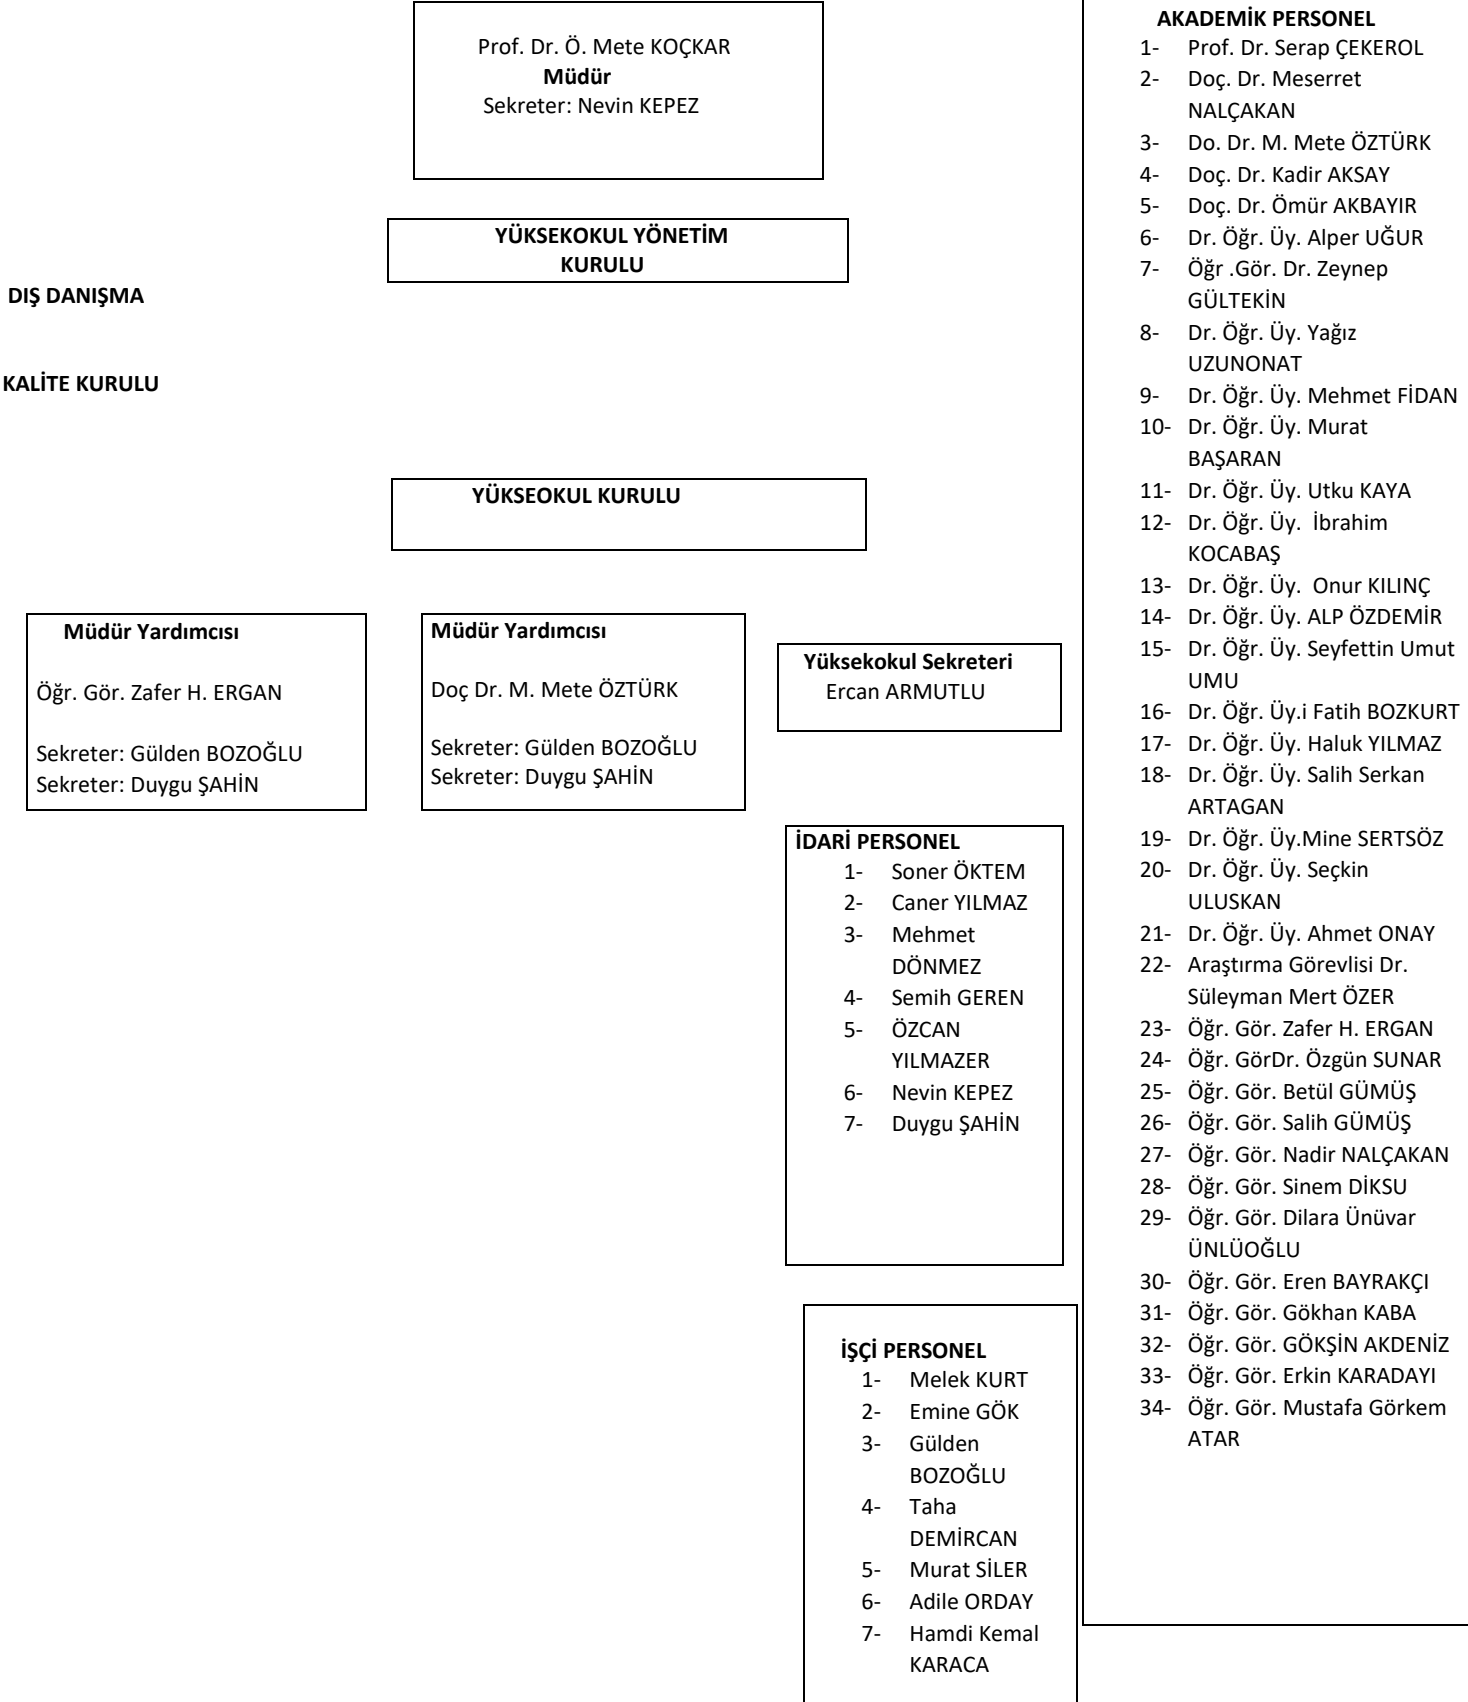 Prof. Dr. Ö. Mete KOÇKAR
Müdür
Sekreter: Nevin KEPEZ
YÜKSEKOKUL YÖNETİM
KURULU
DIŞ DANIŞMA
KALİTE KURULU
YÜKSEOKUL KURULU
Müdür Yardımcısı
Öğr. Gör. Zafer H. ERGAN
Sekreter: Gülden BOZOĞLU
Sekreter: Duygu ŞAHİN
Müdür Yardımcısı
Doç Dr. M. Mete ÖZTÜRK
Sekreter: Gülden BOZOĞLU
Sekreter: Duygu ŞAHİN
Yüksekokul Sekreteri
Ercan ARMUTLU
İDARİ PERSONEL
1- Soner ÖKTEM
2- Caner YILMAZ
3- Mehmet
DÖNMEZ
4- Semih GEREN
5- ÖZCAN
YILMAZER
6- Nevin KEPEZ
7- Duygu ŞAHİN
İŞÇİ PERSONEL
1- Melek KURT
2- Emine GÖK
3- Gülden
BOZOĞLU
4- Taha
DEMİRCAN
5- Murat SİLER
6- Adile ORDAY
7- Hamdi Kemal
KARACA
AKADEMİK PERSONEL
1- Prof. Dr. Serap ÇEKEROL
2- Doç. Dr. Meserret
NALÇAKAN
3- Do. Dr. M. Mete ÖZTÜRK
4- Doç. Dr. Kadir AKSAY
5- Doç. Dr. Ömür AKBAYIR
6- Dr. Öğr. Üy. Alper UĞUR
7- Öğr .Gör. Dr. Zeynep
GÜLTEKİN
8- Dr. Öğr. Üy. Yağız
UZUNONAT
9- Dr. Öğr. Üy. Mehmet FİDAN
10- Dr. Öğr. Üy. Murat
BAŞARAN
11- Dr. Öğr. Üy. Utku KAYA
12- Dr. Öğr. Üy. İbrahim
KOCABAŞ
13- Dr. Öğr. Üy. Onur KILINÇ
14- Dr. Öğr. Üy. ALP ÖZDEMİR
15- Dr. Öğr. Üy. Seyfettin Umut
UMU
16- Dr. Öğr. Üy.i Fatih BOZKURT
17- Dr. Öğr. Üy. Haluk YILMAZ
18- Dr. Öğr. Üy. Salih Serkan
ARTAGAN
19- Dr. Öğr. Üy.Mine SERTSÖZ
20- Dr. Öğr. Üy. Seçkin
ULUSKAN
21- Dr. Öğr. Üy. Ahmet ONAY
22- Araştırma Görevlisi Dr.
Süleyman Mert ÖZER
23- Öğr. Gör. Zafer H. ERGAN
24- Öğr. GörDr. Özgün SUNAR
25- Öğr. Gör. Betül GÜMÜŞ
26- Öğr. Gör. Salih GÜMÜŞ
27- Öğr. Gör. Nadir NALÇAKAN
28- Öğr. Gör. Sinem DİKSU
29- Öğr. Gör. Dilara Ünüvar
ÜNLÜOĞLU
30- Öğr. Gör. Eren BAYRAKÇI
31- Öğr. Gör. Gökhan KABA
32- Öğr. Gör. GÖKŞİN AKDENİZ
33- Öğr. Gör. Erkin KARADAYI
34- Öğr. Gör. Mustafa Görkem
ATAR